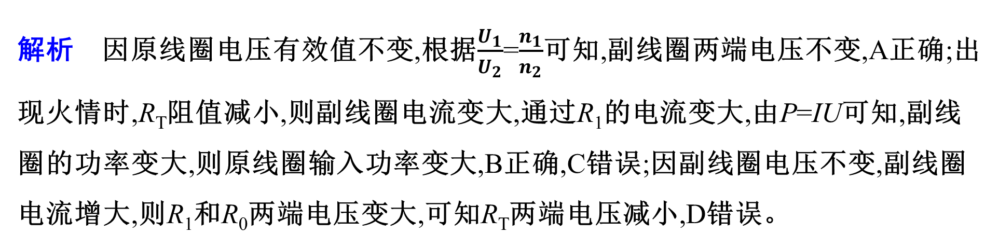 解析 因原线圈电压有效值不变,根据U₁/U₂=n₁/n₂可知,副线圈两端电压不变,A正确;出
现火情时,R_T阻值减小,则副线圈电流变大,通过R₁的电流变大,由P=IU可知,副线
圈的功率变大,则原线圈输入功率变大,B正确,C错误;因副线圈电压不变,副线圈
电流增大,则R₁和R₀两端电压变大,可知R_T两端电压减小,D错误。